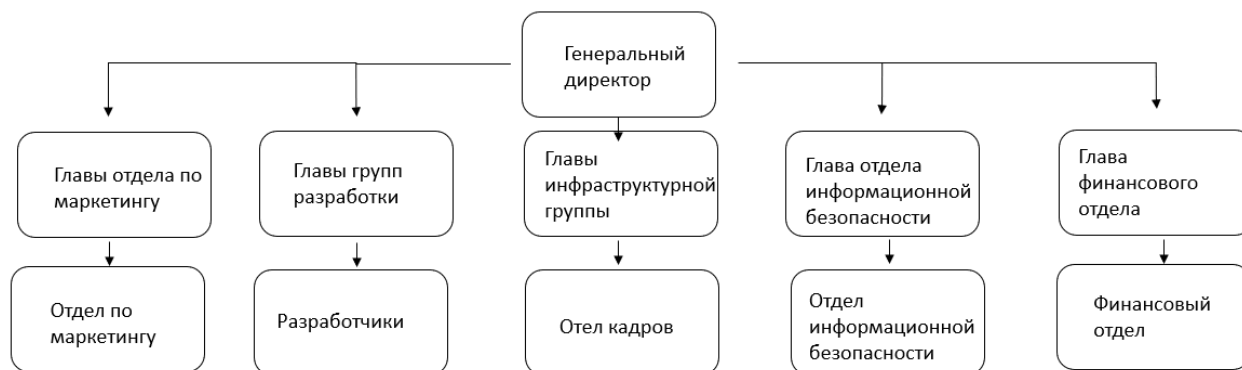 Генеральный
директор
Главы отдела по
маркетингу
Главы групп
разработки
Главы
инфраструктурной
группы
Глава отдела
информационной
безопасности
Глава
финансового
отдела
Отдел по
маркетингу
Разработчики
Отел кадров
Отдел
информационной
безопасности
Финансовый
отдел